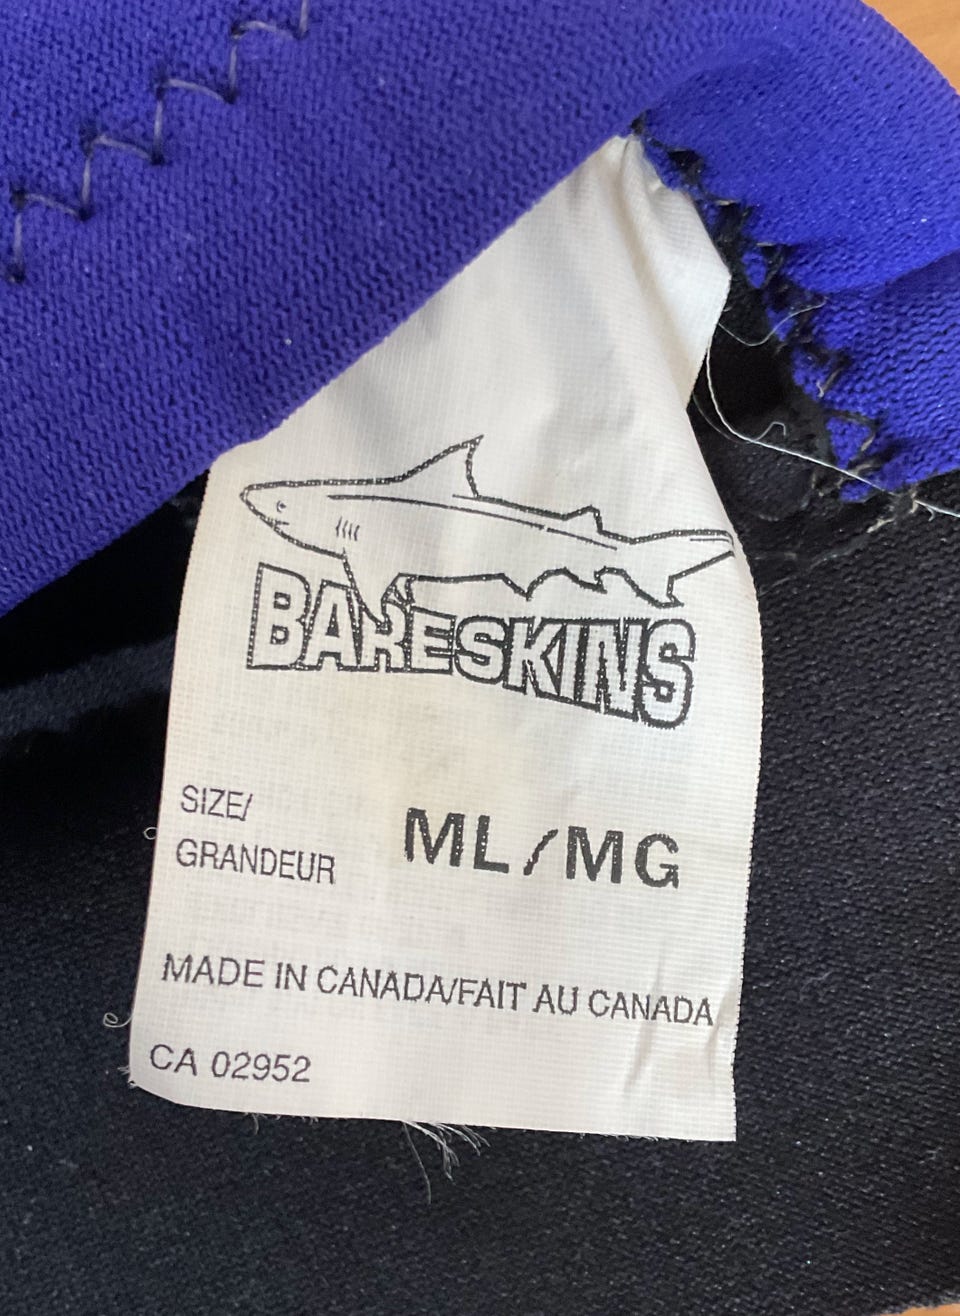 BARESKINS
SIZE/
GRANDEUR
ML/MG
MADE IN CANADA/FAIT AU CANADA
CA 02952